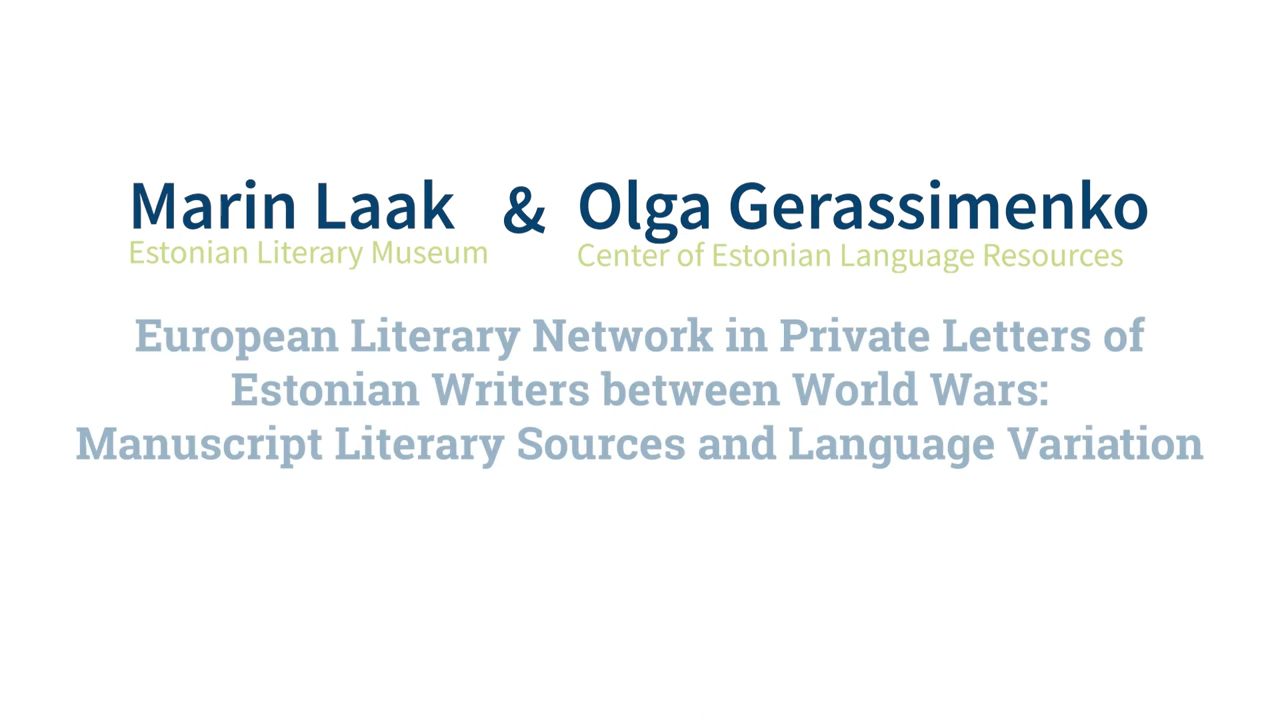 Marin Laak & Olga Gerassimenko
Estonian Literary Museum Center of Estonian Language Resources
European Literary Network in Private Letters of
Estonian Writers between World Wars:
Manuscript Literary Sources and Language Variation